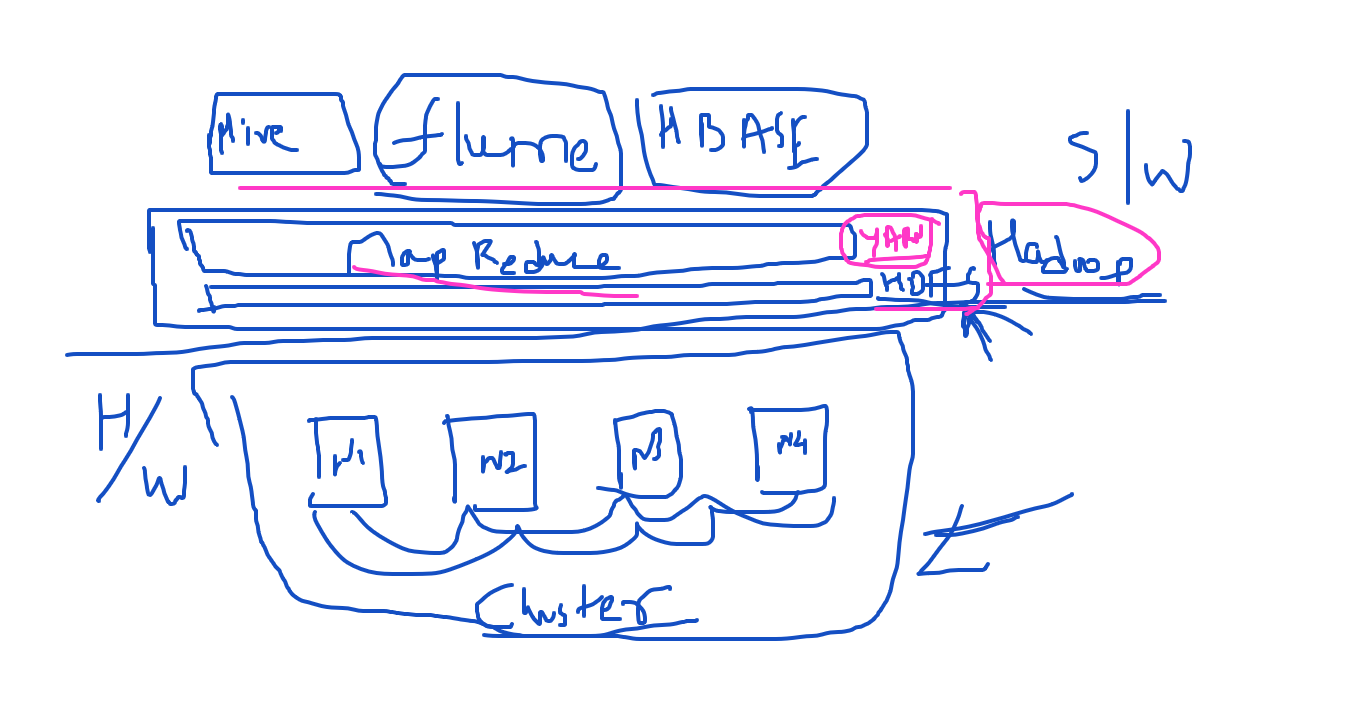 Hive flume HBASE
S/W
Map Reduce YARN Hadoop
HDFS
H/W
N1 N2 N3 N4
Cluster